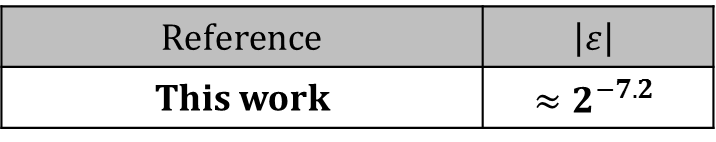 Reference |ε|
This work ≈ 2^−7.2